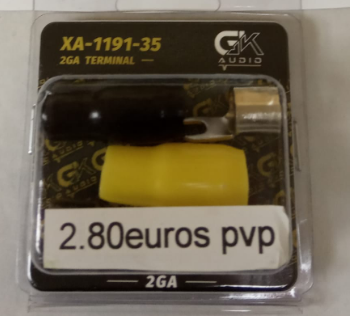 XA-1191-35
2GA TERMINAL
GK
AUDIO
2.80euros pvp
2GA